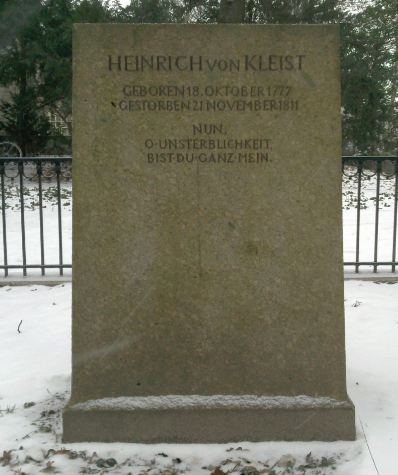 HEINRICH VON KLEIST
GEBOREN 18. OKTOBER 1777
GESTORBEN 21 NOVEMBER 1811
NUN,
O·UNSTERBLICHKEIT,
BIST·DU·GANZ·MEIN.